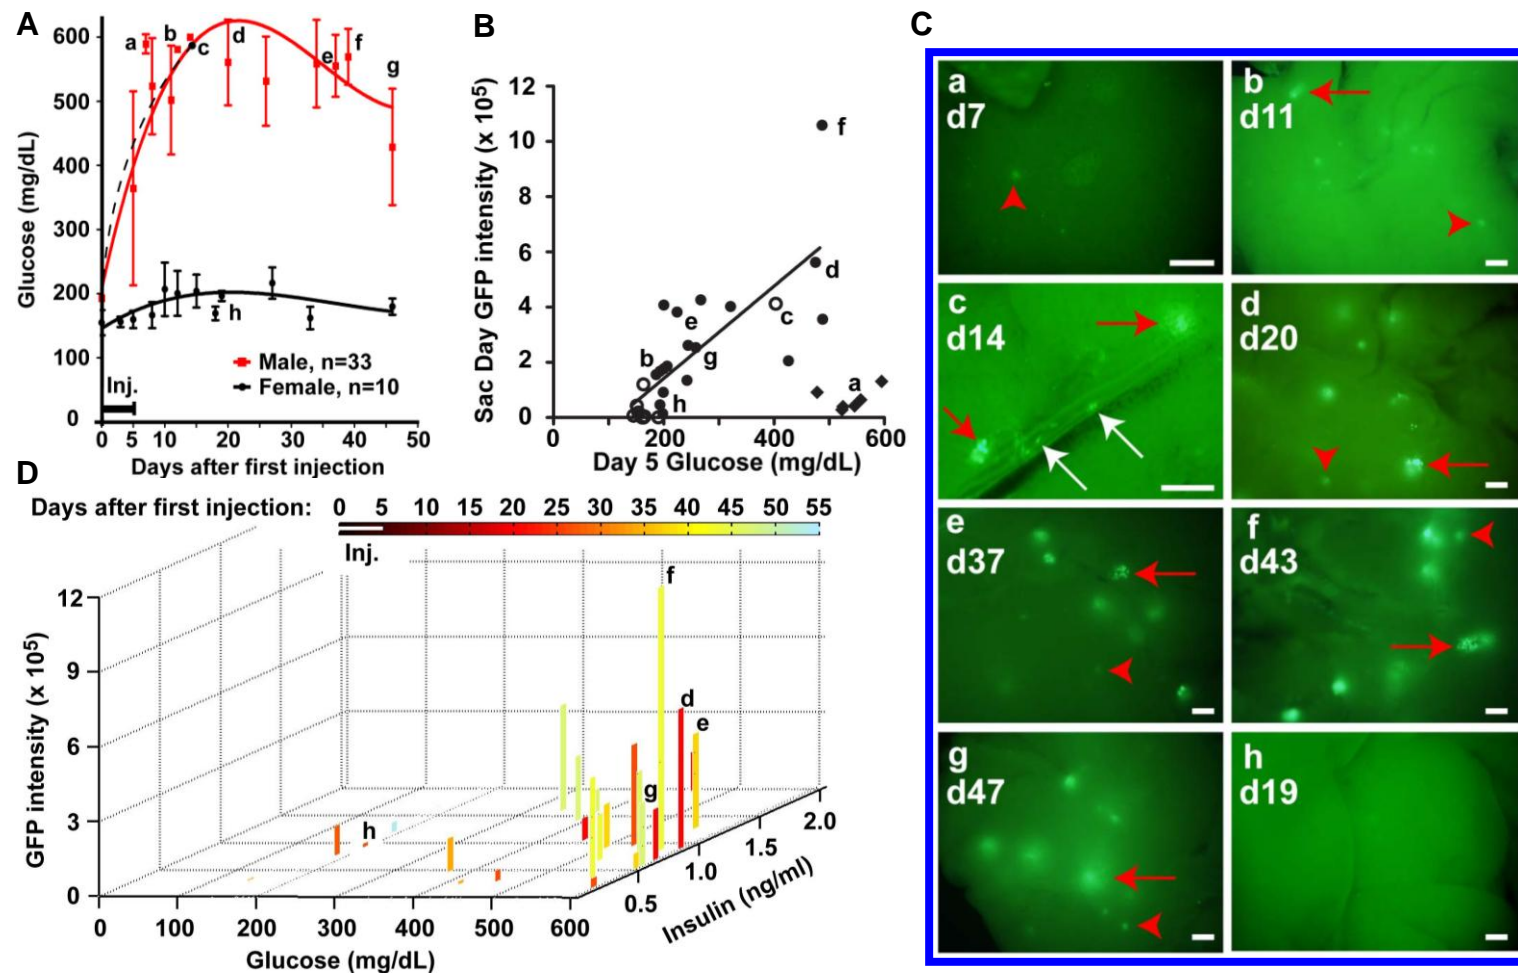 A
600
500
400
300
200
100
0
Glucose (mg/dL)
a
b
c
d
e
f
g
h
Male, n=33
Female, n=10
Inj.
0
5
10
20
30
40
50
Days after first injection
B
12
10
8
6
4
2
0
Sac Day GFP intensity (x 10⁵)
f
d
c
e
b
g
h
a
0
200
400
600
Day 5 Glucose (mg/dL)
C
a
d7
b
d11
c
d14
d
d20
e
d37
f
d43
g
d47
h
d19
D
Days after first injection: 0 5 10 15 20 25 30 35 40 45 50 55
Inj.
12
9
6
3
0
GFP intensity (x 10⁵)
f
d
e
g
h
2.0
1.5
1.0
0.5
Insulin (ng/ml)
0 100 200 300 400 500 600
Glucose (mg/dL)